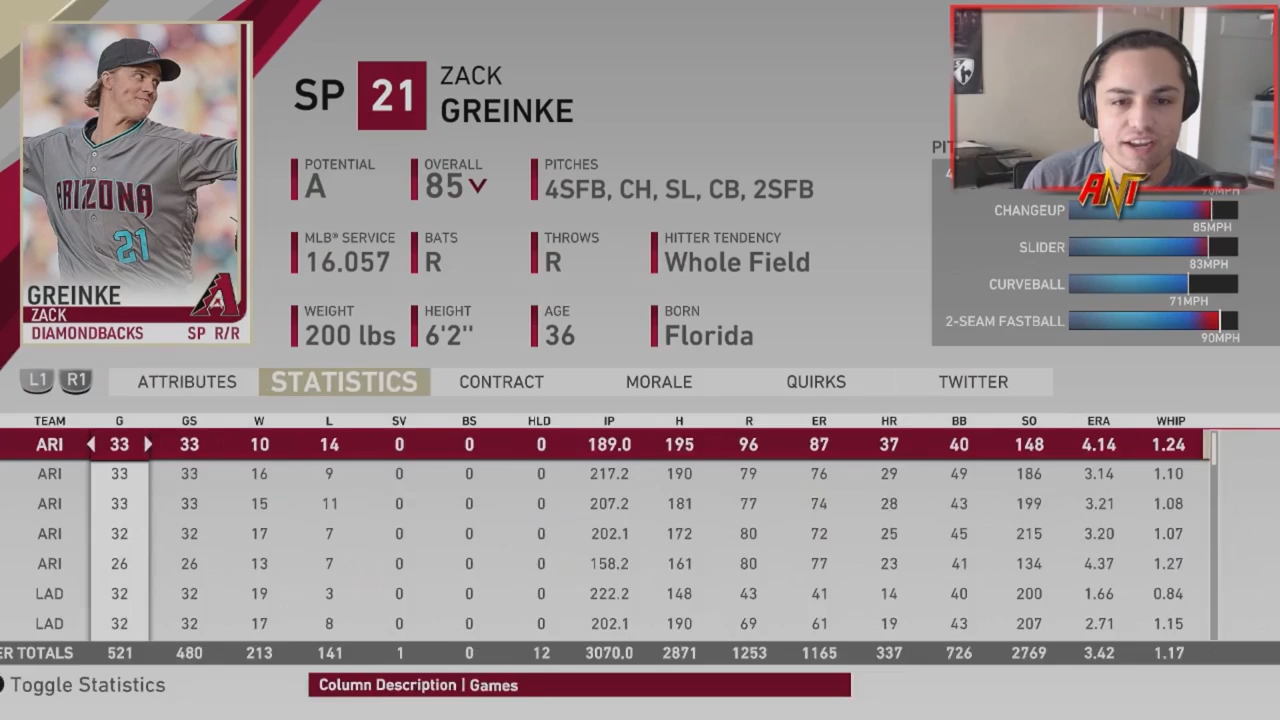 SP 21 ZACK GREINKE
POTENTIAL OVERALL PITCHES
A 85 4SFB, CH, SL, CB, 2SFB
MLB® SERVICE BATS THROWS HITTER TENDENCY
16.057 R R Whole Field
WEIGHT HEIGHT AGE BORN
200 lbs 6'2" 36 Florida
ARIZONA
21
GREINKE
ZACK
DIAMONDBACKS SP R/R
PIT
ANT
90MPH
CHANGEUP
85MPH
SLIDER
83MPH
CURVEBALL
71MPH
2-SEAM FASTBALL
90MPH
L1 R1 ATTRIBUTES STATISTICS CONTRACT MORALE QUIRKS TWITTER
TEAM G GS W L SV BS HLD IP H R ER HR BB SO ERA WHIP
ARI 33 33 10 14 0 0 0 189.0 195 96 87 37 40 148 4.14 1.24
ARI 33 33 16 9 0 0 0 217.2 190 79 76 29 49 186 3.14 1.10
ARI 33 33 15 11 0 0 0 207.2 181 77 74 28 43 199 3.21 1.08
ARI 32 32 17 7 0 0 0 202.1 172 80 72 25 45 215 3.20 1.07
ARI 26 26 13 7 0 0 0 158.2 161 80 77 23 41 134 4.37 1.27
LAD 32 32 19 3 0 0 0 222.2 148 43 41 14 40 200 1.66 0.84
LAD 32 32 17 8 0 0 0 202.1 190 69 61 19 43 207 2.71 1.15
ER TOTALS 521 480 213 141 1 0 12 3070.0 2871 1253 1165 337 726 2769 3.42 1.17
Toggle Statistics
Column Description | Games